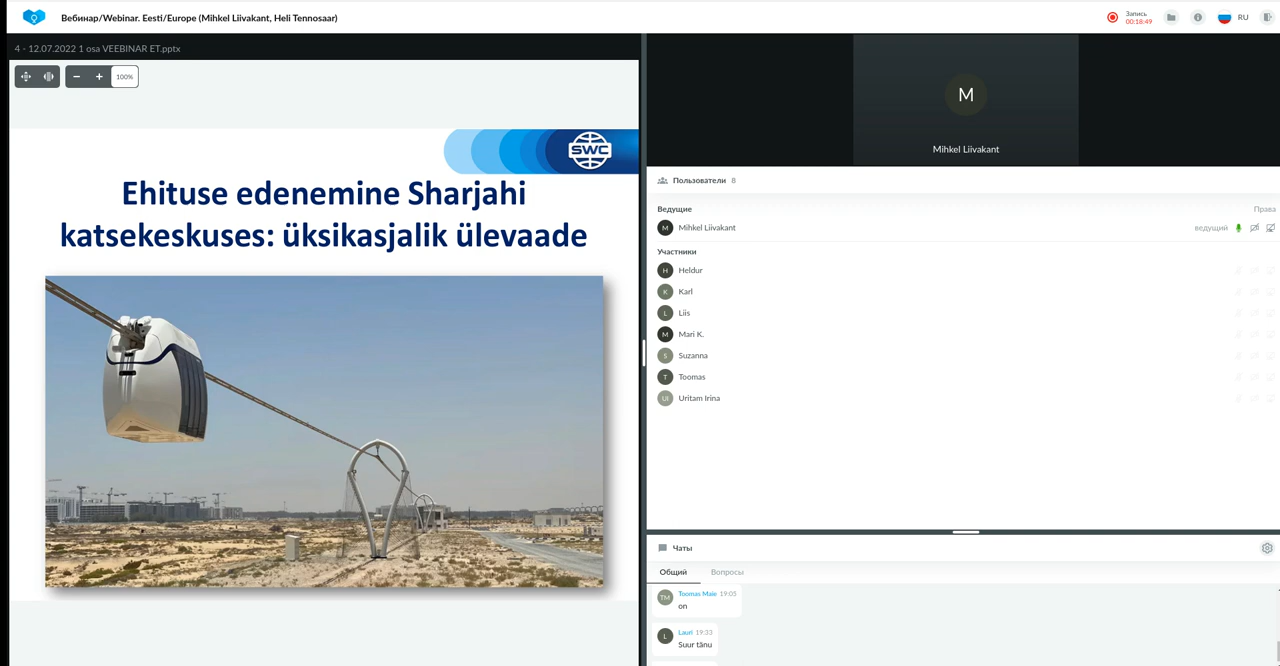 Вебинар/Webinar. Eesti/Europe (Mihkel Liivakant, Heli Tennosaar)
Запись
00:18:49
RU
4 - 12.07.2022 1 osa VEEBINAR ET.pptx
100%
SWC
Ehituse edenemine Sharjahi
katsekeskuses: üksikasjalik ülevaade
M
Mihkel Liivakant
Пользователи 8
Ведущие Права
M Mihkel Liivakant ведущий
Участники
H Heldur
K Karl
L Liis
M Mari K.
S Suzanna
T Toomas
UI Uritam Irina
Чаты
Общий Вопросы
TM Toomas Maie 19:05
on
L Lauri 19:33
Suur tänu